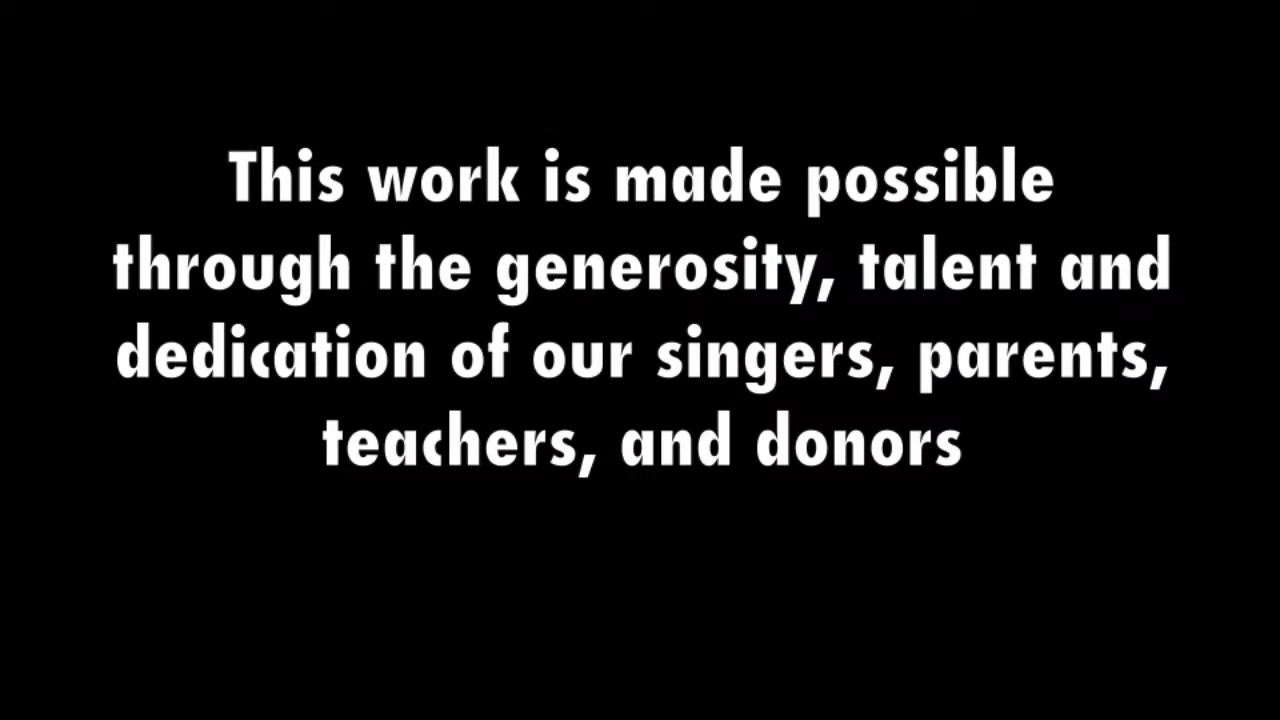 This work is made possible
through the generosity, talent and
dedication of our singers, parents,
teachers, and donors